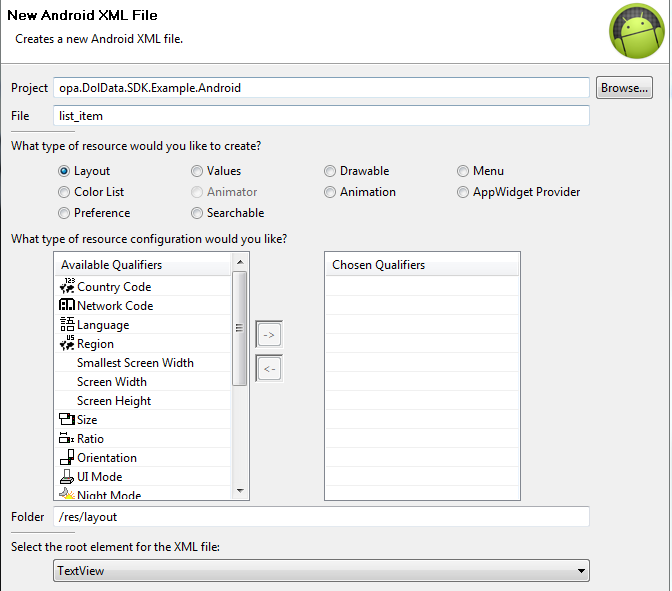 New Android XML File
Creates a new Android XML file.
Project opa.DolData.SDK.Example.Android Browse...
File list_item
What type of resource would you like to create?
Layout Values Drawable Menu
Color List Animator Animation AppWidget Provider
Preference Searchable
What type of resource configuration would you like?
Available Qualifiers Chosen Qualifiers
123 Country Code
Network Code
Language
US Region
Smallest Screen Width
Screen Width
Screen Height
Size
Ratio
Orientation
UI Mode
Night Mode
->
<-
Folder /res/layout
Select the root element for the XML file:
TextView